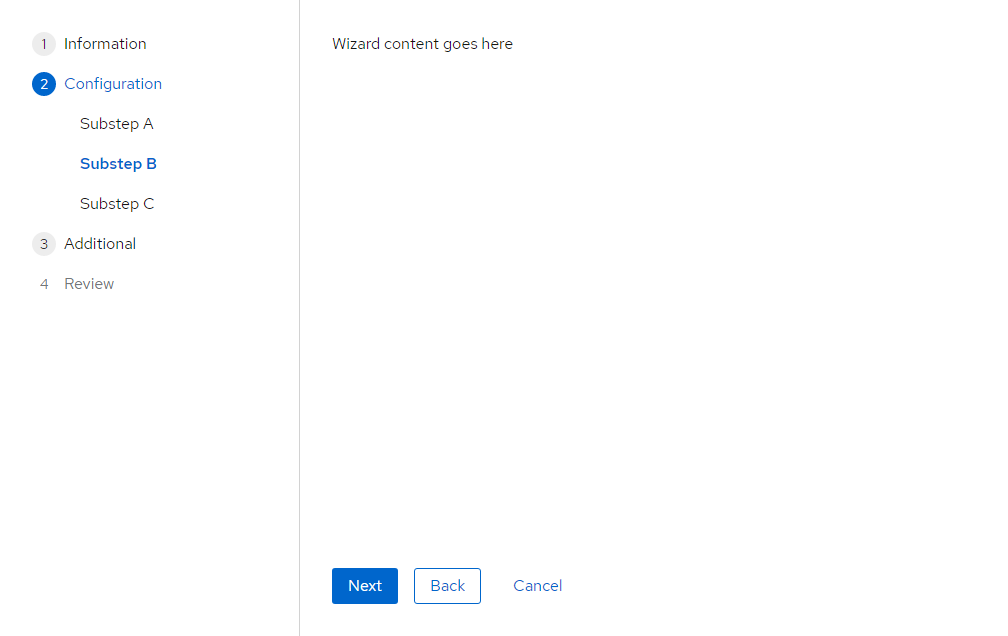 1 Information
2 Configuration
Substep A
Substep B
Substep C
3 Additional
4 Review
Wizard content goes here
Next Back Cancel